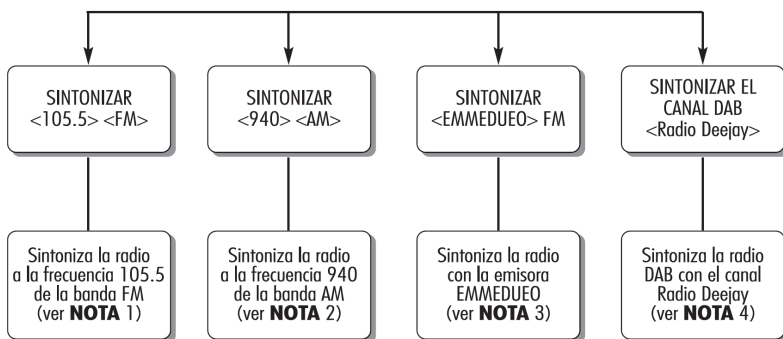 SINTONIZAR
<105.5> <FM>
SINTONIZAR
<940> <AM>
SINTONIZAR
<EMMEDUEO> FM
SINTONIZAR EL
CANAL DAB
<Radio Deejay>
Sintoniza la radio
a la frecuencia 105.5
de la banda FM
(ver NOTA 1)
Sintoniza la radio
a la frecuencia 940
de la banda AM
(ver NOTA 2)
Sintoniza la radio
con la emisora
EMMEDUEO
(ver NOTA 3)
Sintoniza la radio
DAB con el canal
Radio Deejay
(ver NOTA 4)